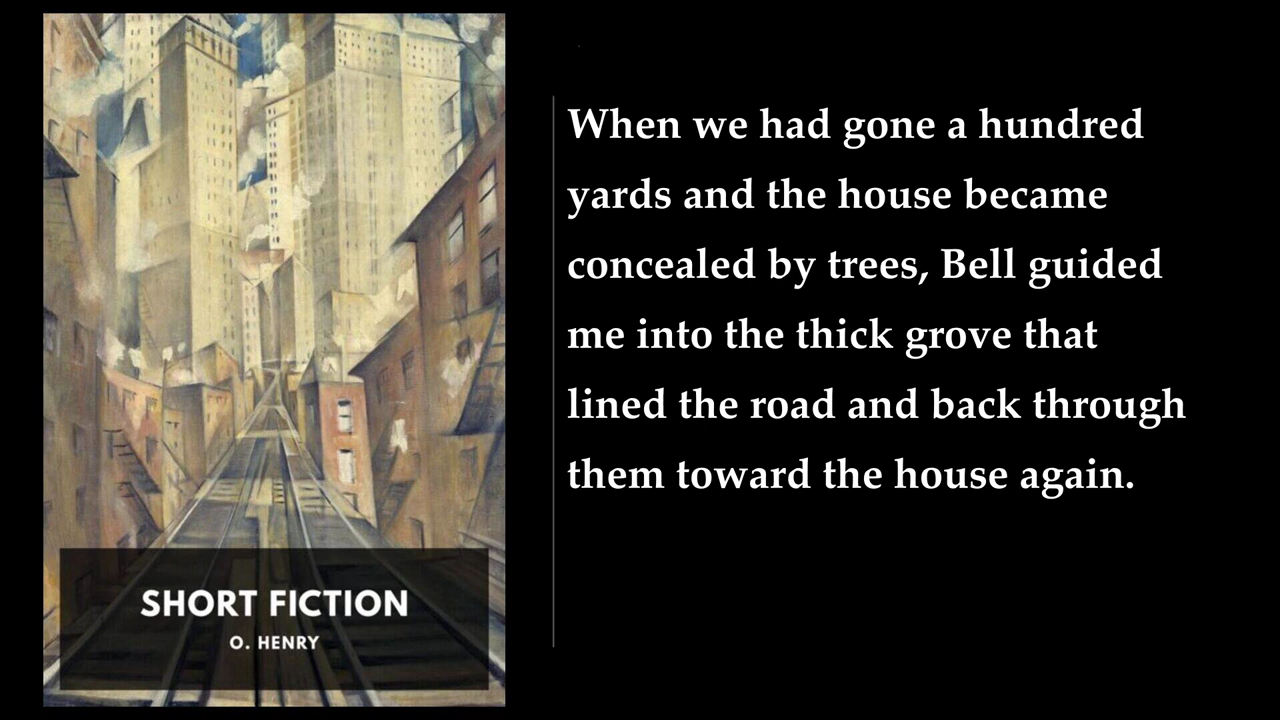 SHORT FICTION
O. HENRY
When we had gone a hundred
yards and the house became
concealed by trees, Bell guided
me into the thick grove that
lined the road and back through
them toward the house again.